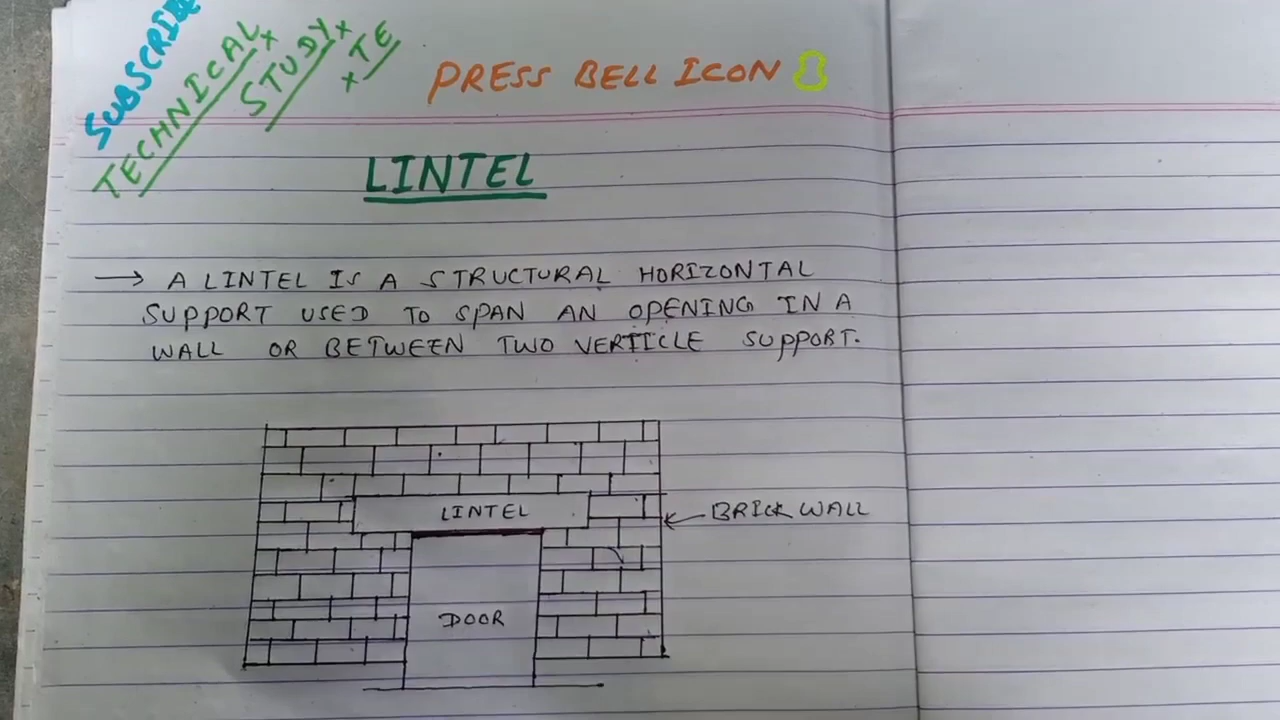 SUBSCRIBE
TECHNICAL x
STUDY x
x TE
PRESS BELL ICON
LINTEL
→ A LINTEL IS A STRUCTURAL HORIZONTAL
SUPPORT USED TO SPAN AN OPENING IN A
WALL OR BETWEEN TWO VERTICLE SUPPORT.
LINTEL
BRICK WALL
DOOR